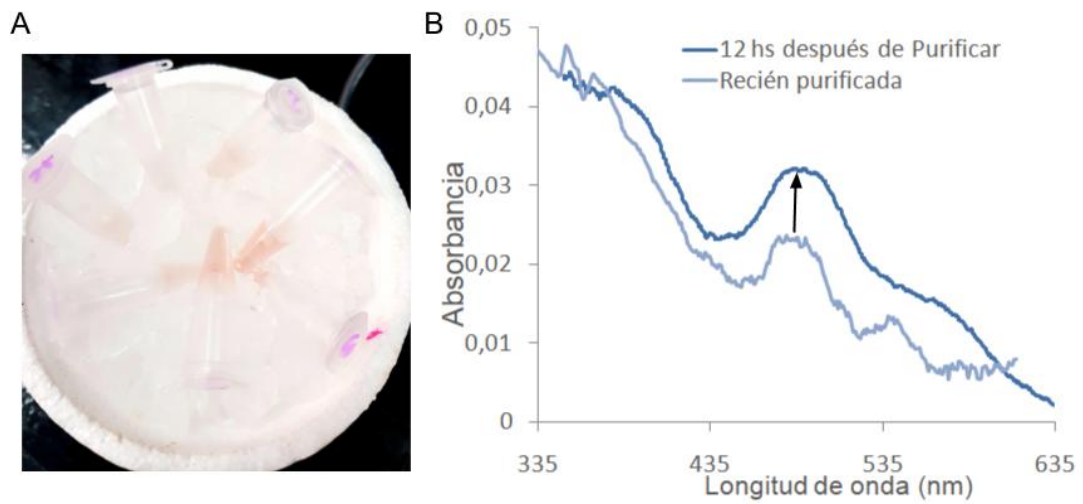 A
B
0,05
0,04
0,03
0,02
0,01
0
Absorbancia
12 hs después de Purificar
Recién purificada
335
435
535
635
Longitud de onda (nm)